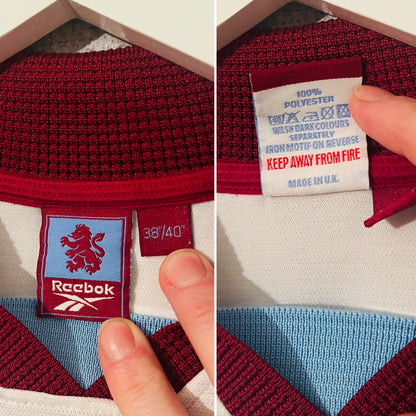 38"/40"
Reebok
100%
POLYESTER
WASH DARK COLOURS
SEPARATELY
IRON MOTIF ON REVERSE
KEEP AWAY FROM FIRE
MADE IN U.K.